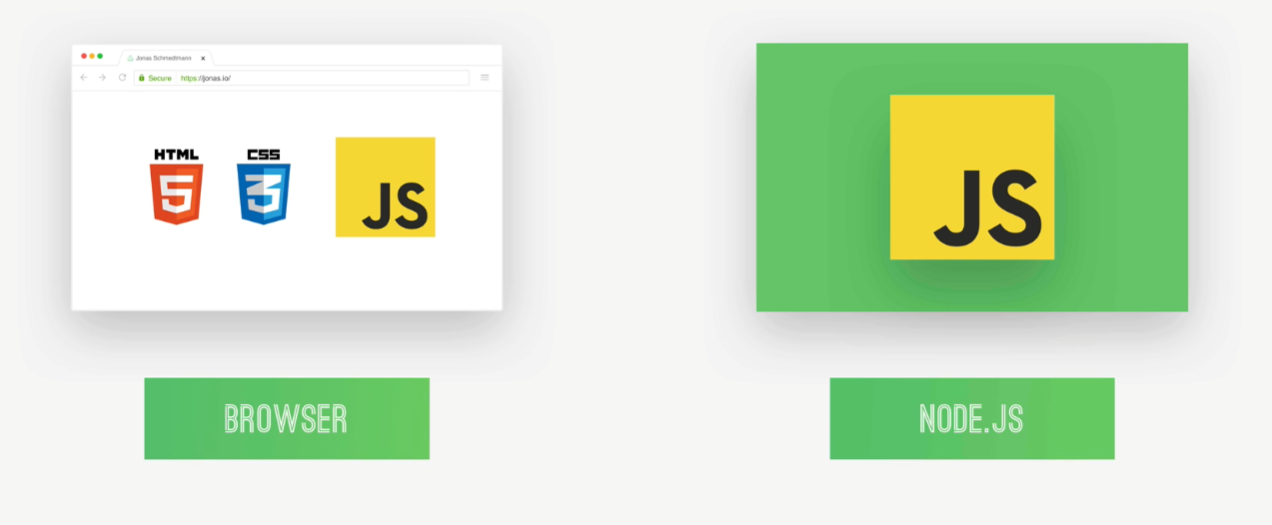 Jonas Schmedtmann
Secure https://jonas.io/
HTML
5
CSS
3
JS
JS
BROWSER
NODE.JS